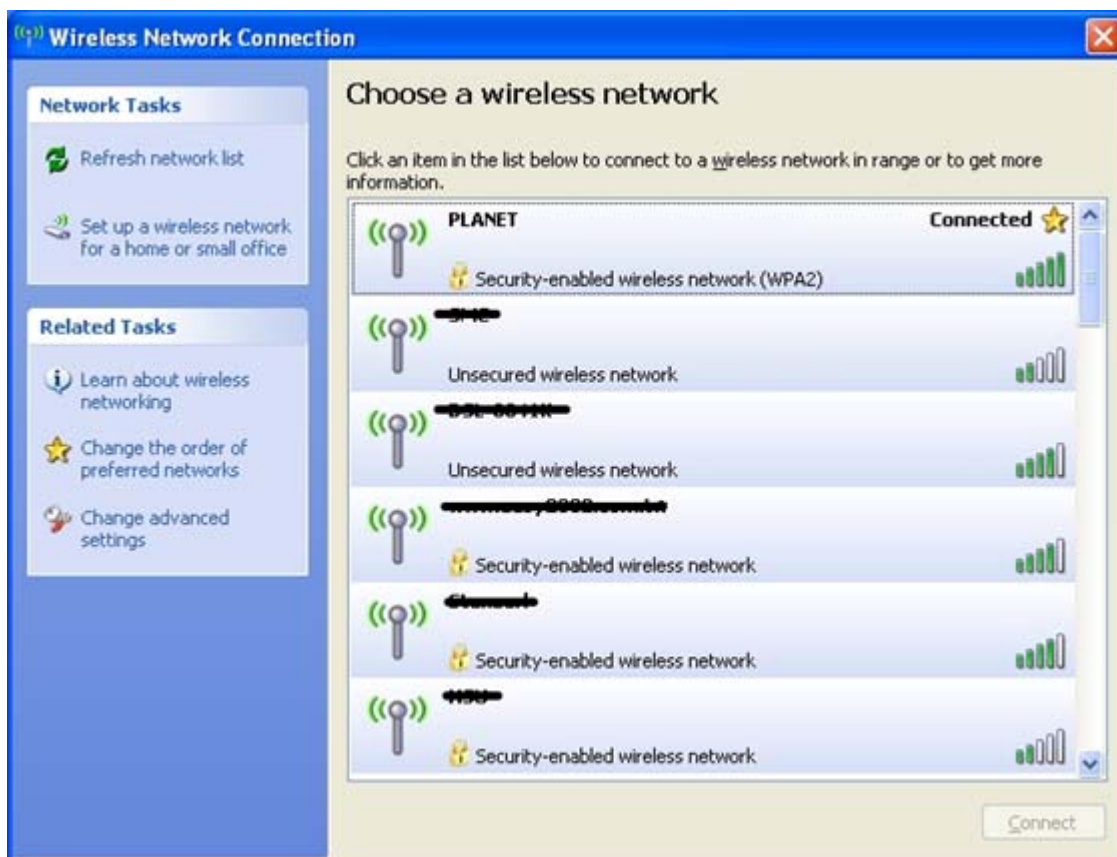 Wireless Network Connection
Network Tasks
Refresh network list
Set up a wireless network
for a home or small office
Related Tasks
Learn about wireless
networking
Change the order of
preferred networks
Change advanced
settings
Choose a wireless network
Click an item in the list below to connect to a wireless network in range or to get more
information.
PLANET Connected
Security-enabled wireless network (WPA2)
Unsecured wireless network
Unsecured wireless network
Security-enabled wireless network
Security-enabled wireless network
Security-enabled wireless network
Connect